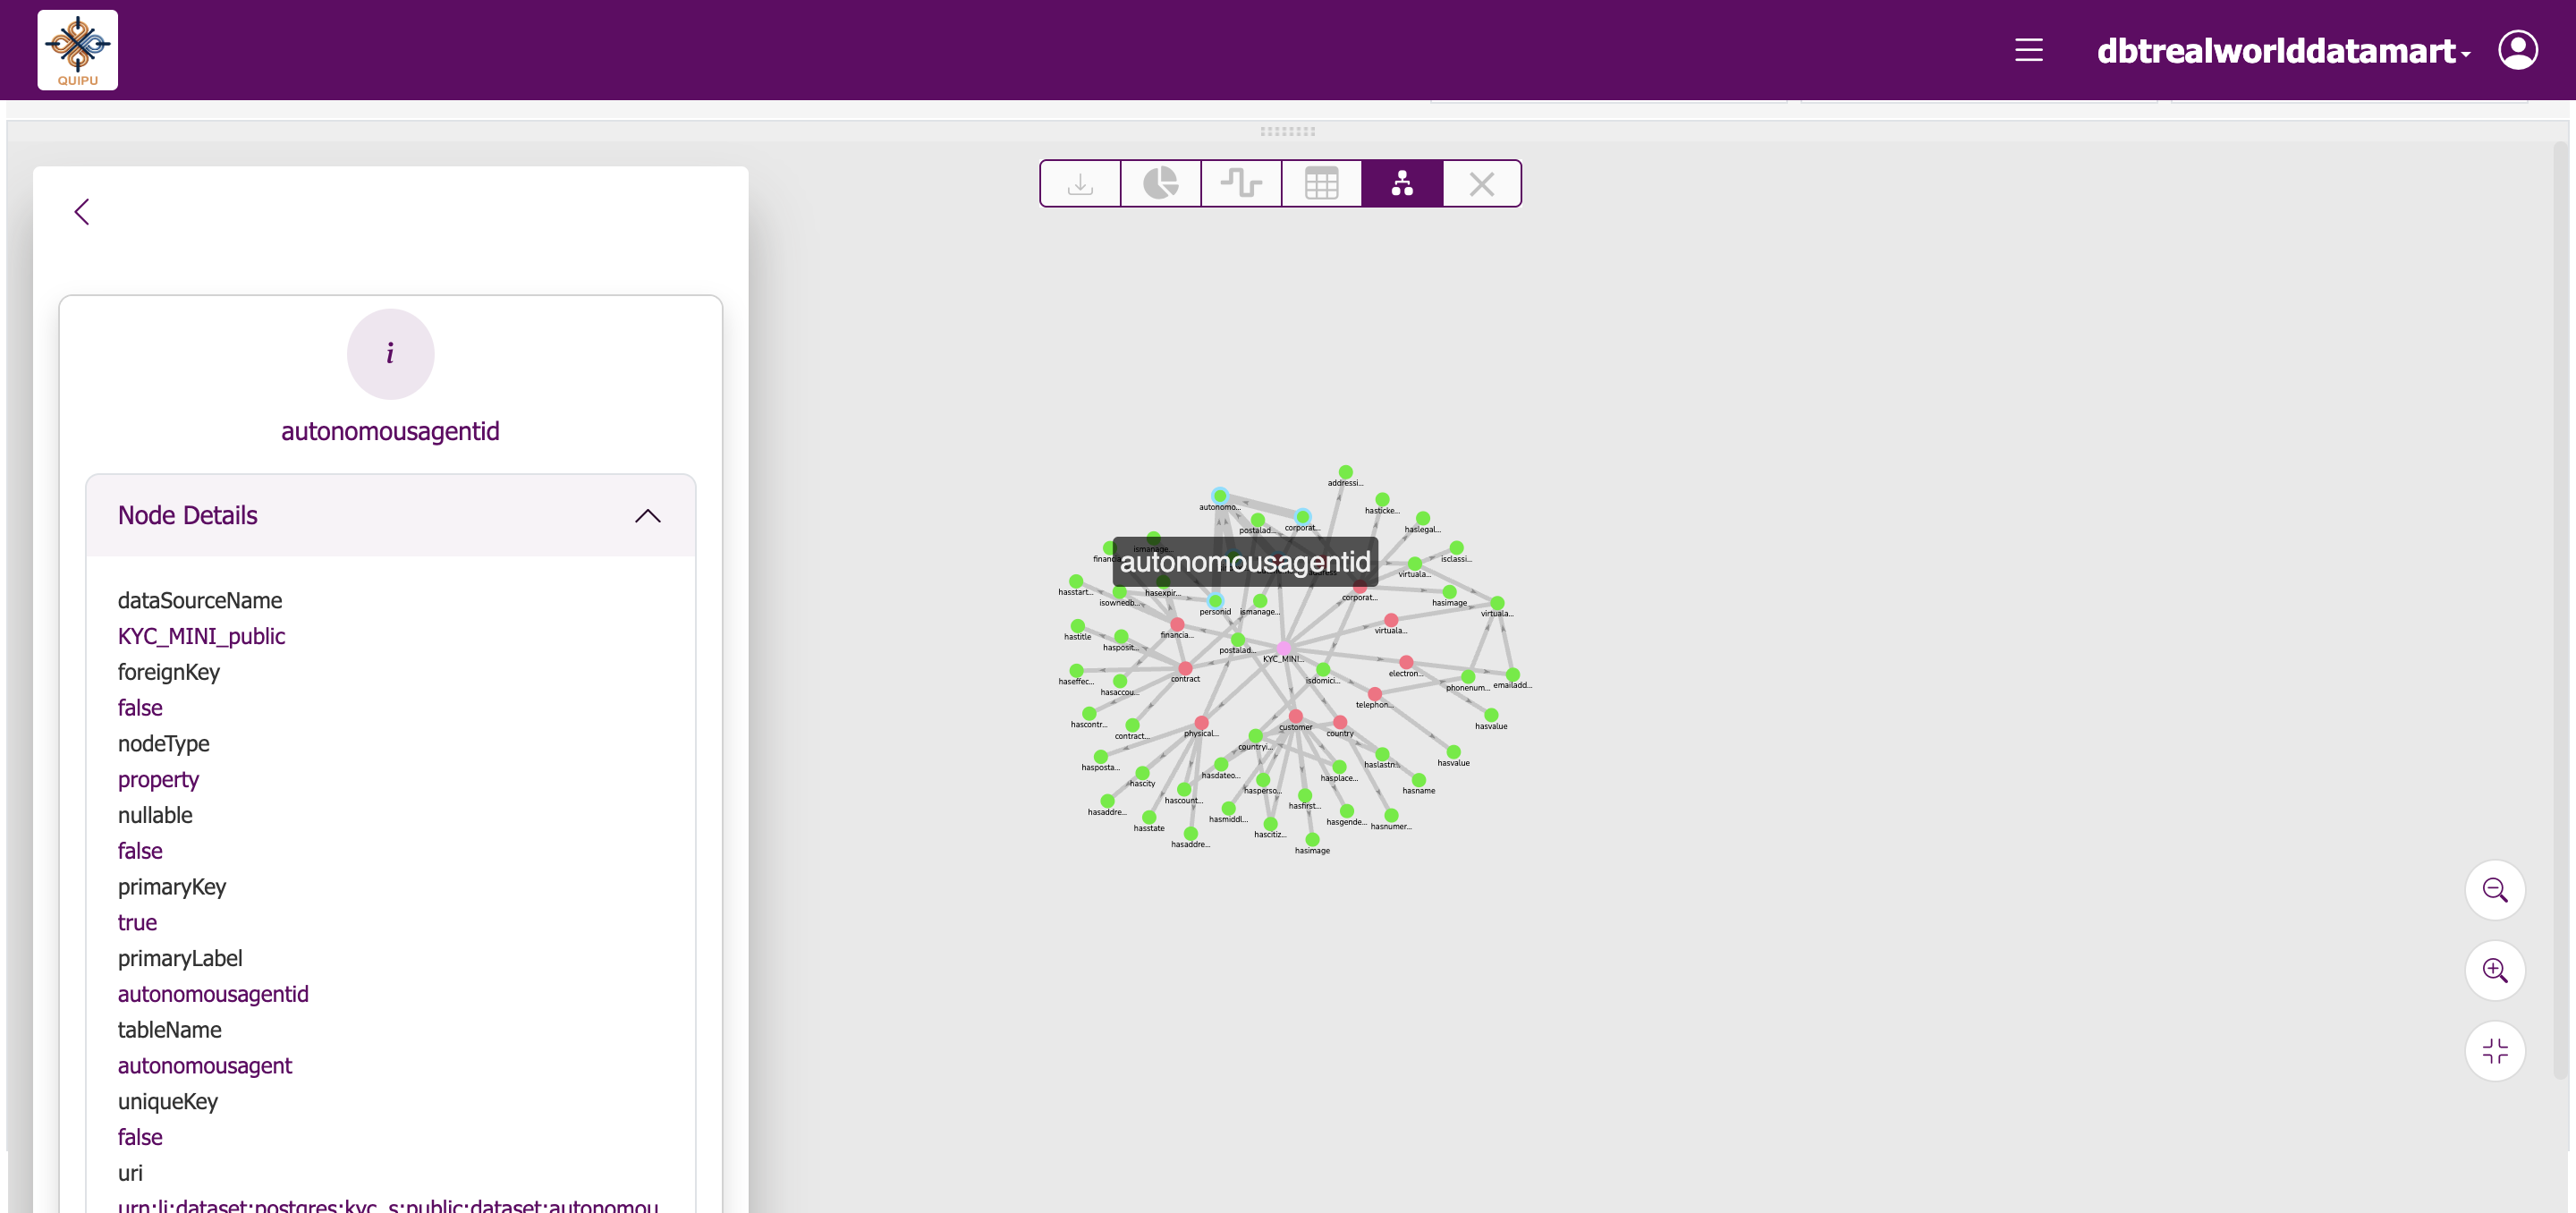 QUIPU
dbtrealworlddatamart
autonomousagentid
Node Details
dataSourceName
KYC_MINI_public
foreignKey
false
nodeType
property
nullable
false
primaryKey
true
primaryLabel
autonomousagentid
tableName
autonomousagent
uniqueKey
false
uri
urn:li:dataset:postgres:kyc_s:public:dataset:autonomou
addressi...
autonomo...
hasticke...
corporat...
postalad...
haslegal...
ismanage...
financia
isclassi...
autonomousagentid
virtuala...
hasstart...
hasexpir...
isownedb...
corporat...
hasimage
personid
ismanage...
virtuala...
hastitle
financia...
virtuala...
hasposit...
postalad...
KYC_MINI...
electron...
contract
isdomici...
haseffec...
hasaccou...
phonenum...
emailadd...
telephon...
hascontr...
contract...
physical...
customer
country
hasvalue
countryi...
hasposta...
hascity
hasdateo...
hasplace...
haslastn...
hasvalue
hascount...
hasperso...
hasname
hasaddre...
hasstate
hasmiddl...
hasfirst...
hasgende...
hasnumer...
hasaddre...
hascitiz...
hasimage